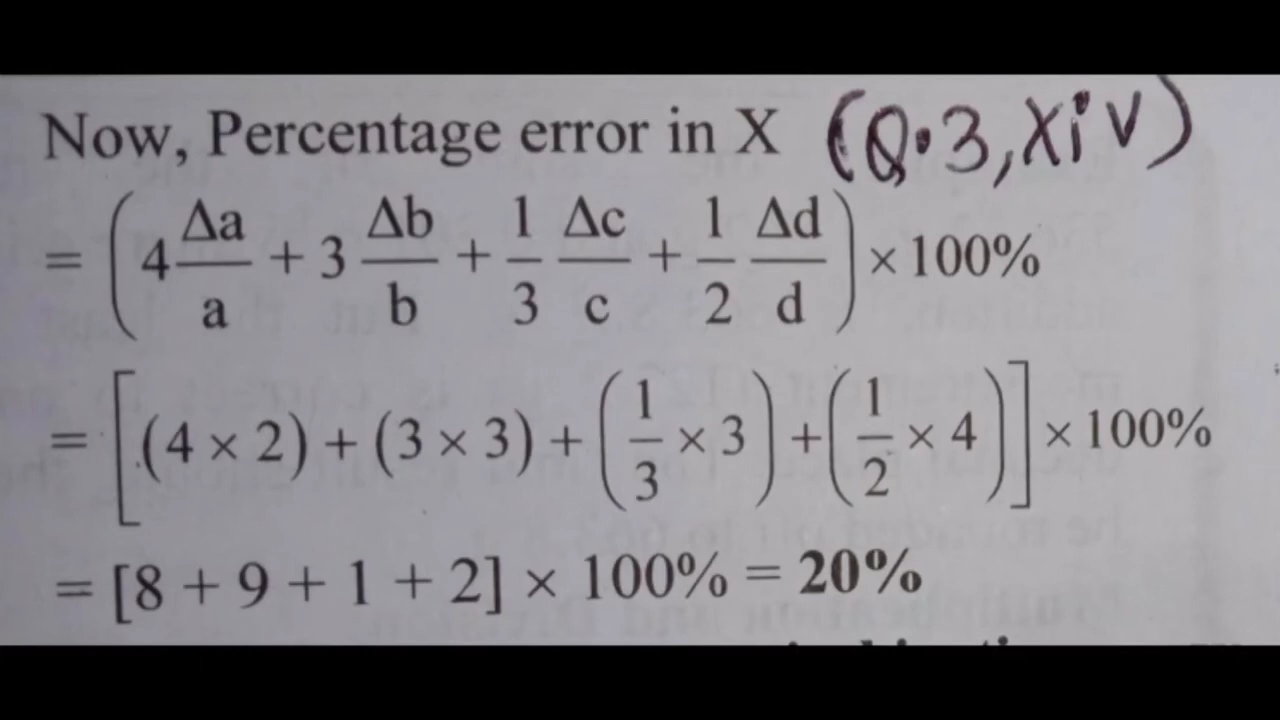 Now, Percentage error in X (Q.3, xiv)
= (4 Δa/a + 3 Δb/b + 1/3 Δc/c + 1/2 Δd/d) × 100%
= [(4 × 2) + (3 × 3) + (1/3 × 3) + (1/2 × 4)] × 100%
= [8 + 9 + 1 + 2] × 100% = 20%